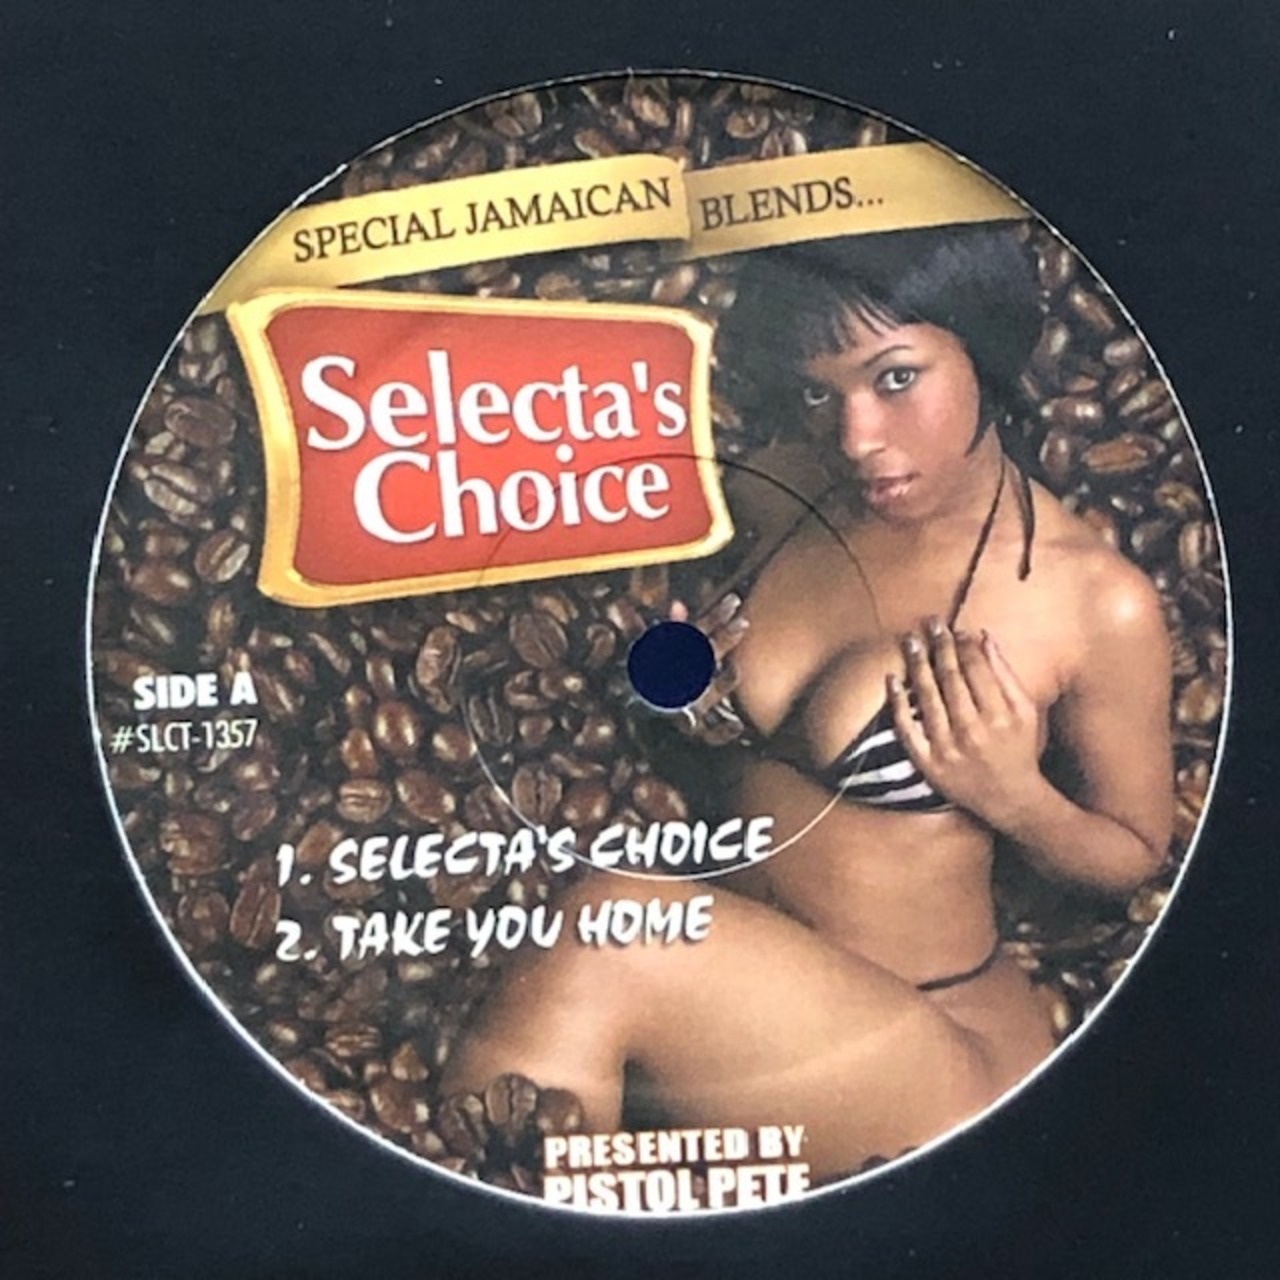 SPECIAL JAMAICAN BLENDS...
Selecta's
Choice
SIDE A
#SLCT-1357
1. SELECTA'S CHOICE
2. TAKE YOU HOME
PRESENTED BY
PISTOL PETE